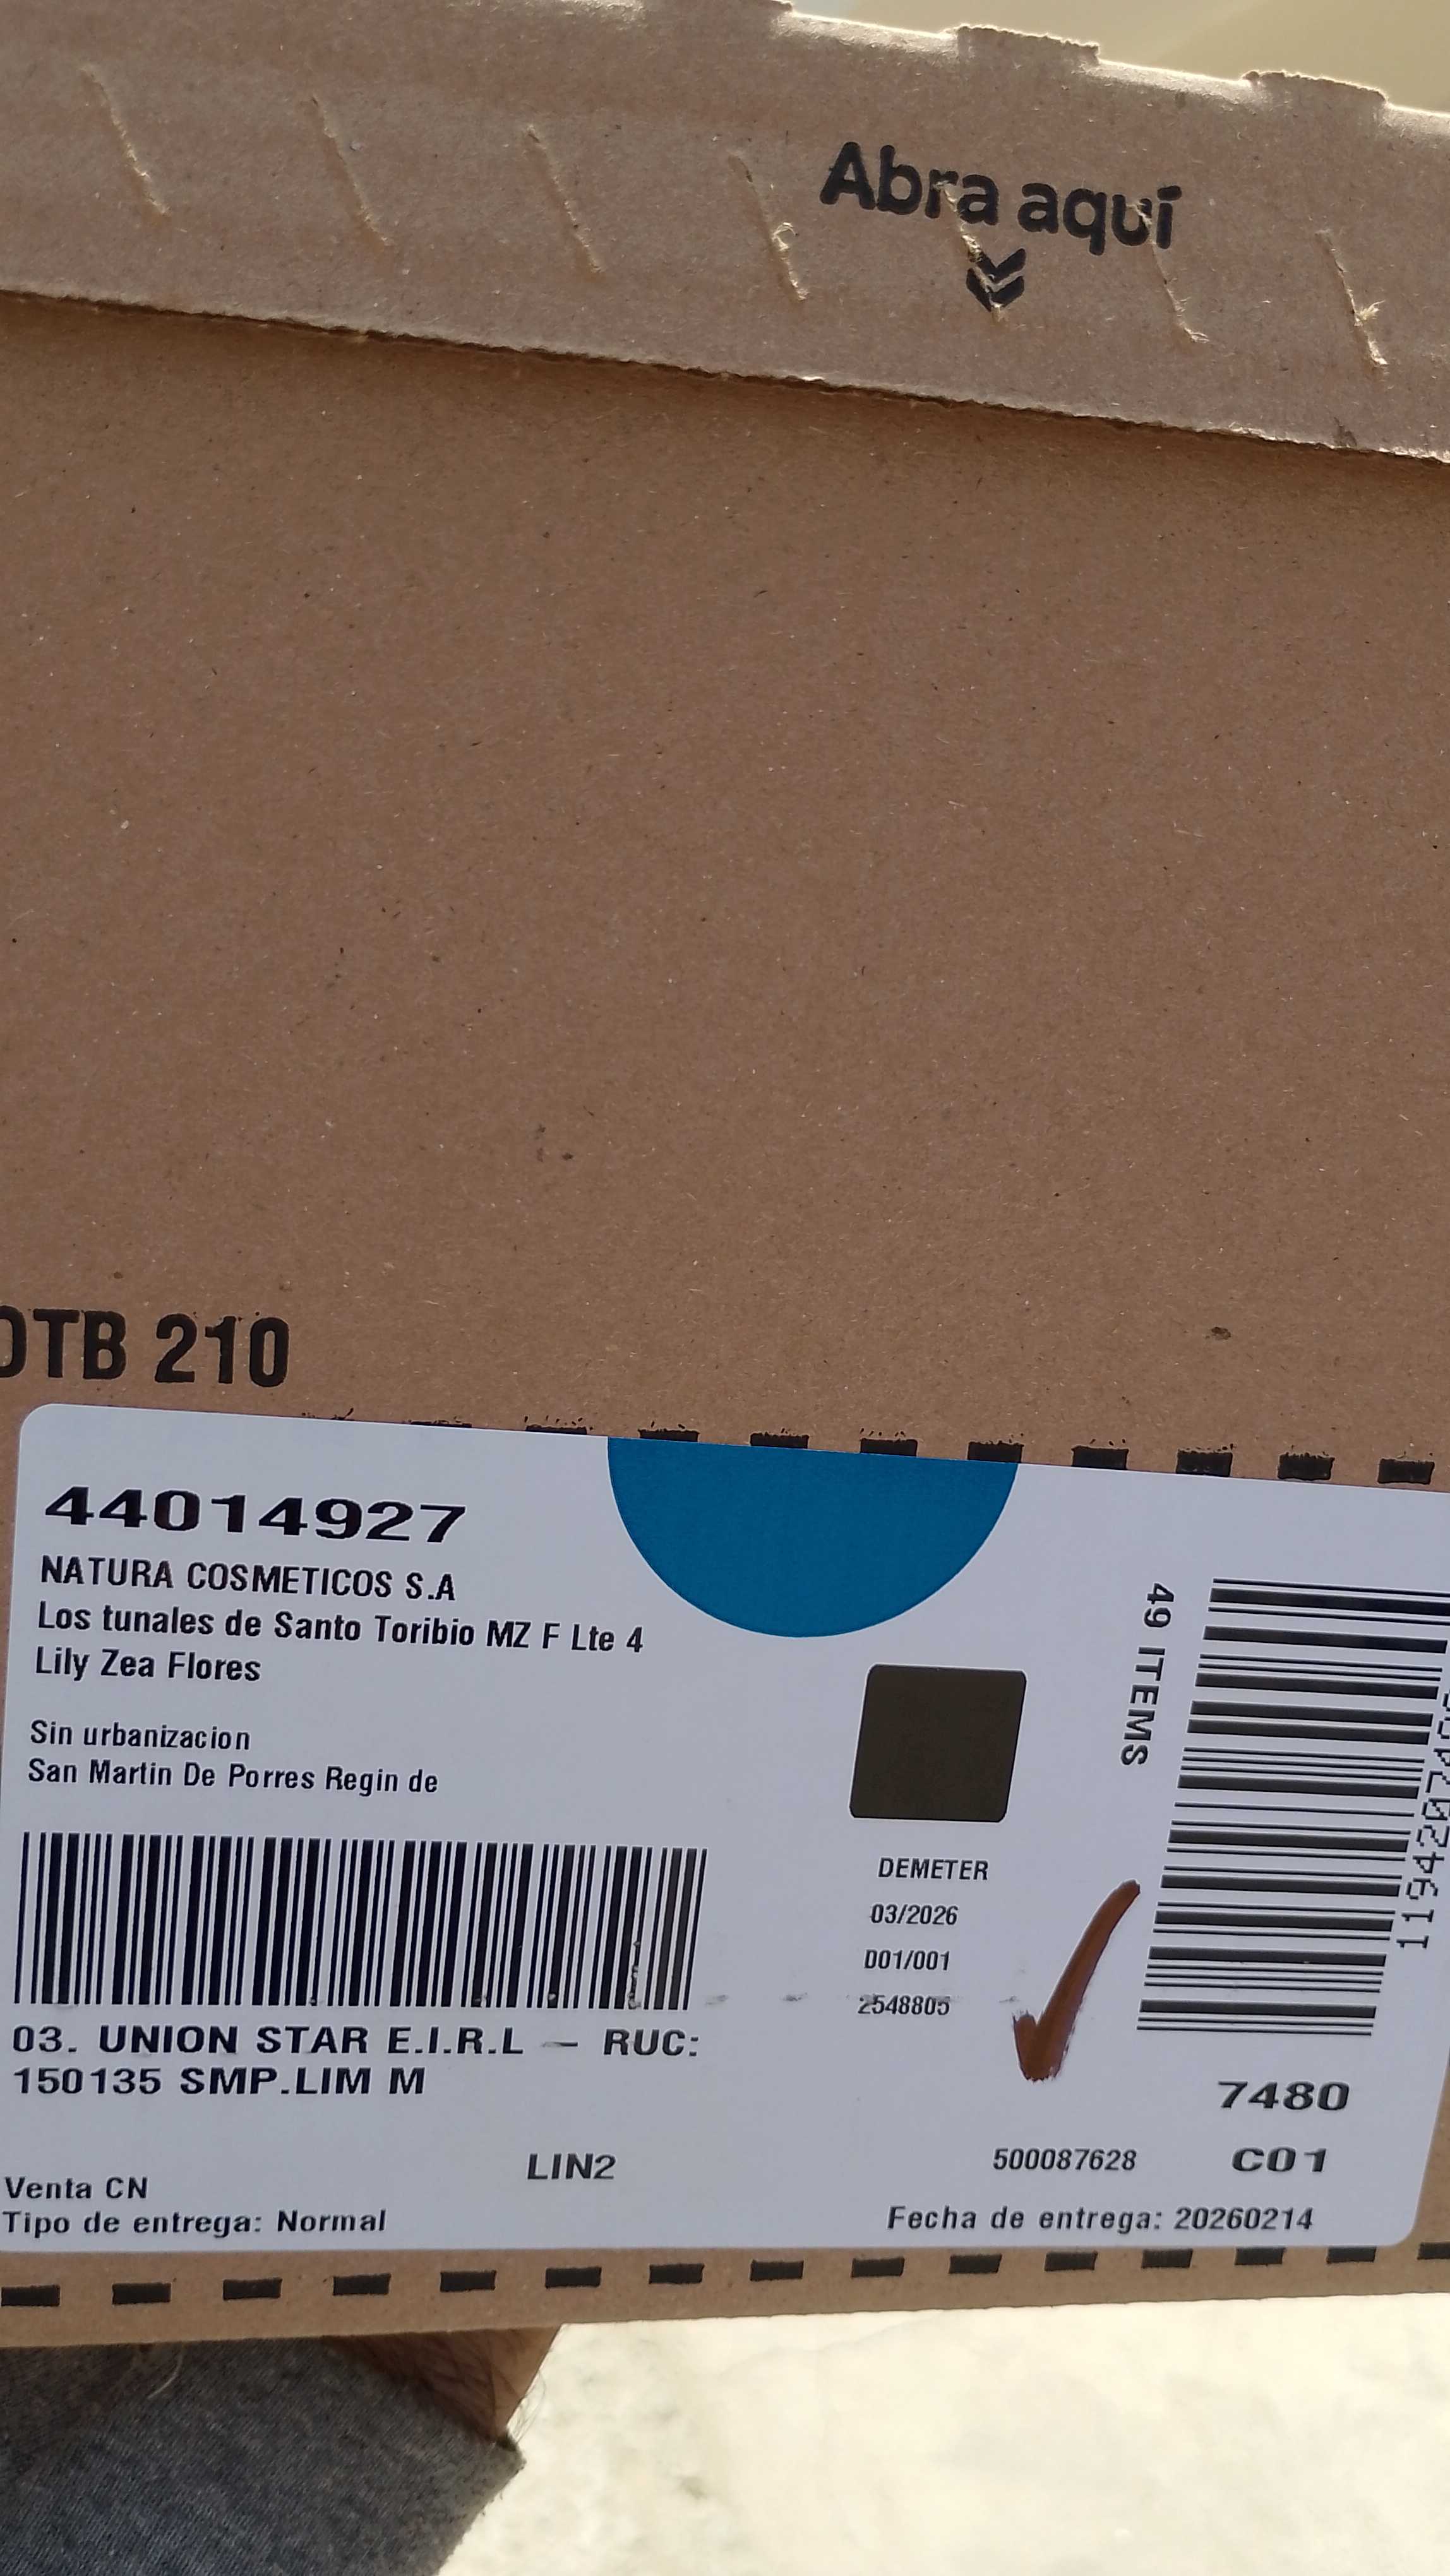 Abra aquí
OTB 210
44014927
NATURA COSMETICOS S.A
Los tunales de Santo Toribio MZ F Lte 4
Lily Zea Flores
Sin urbanizacion
San Martin De Porres Regin de
49 ITEMS
DEMETER
03/2026
D01/001
2548805
03. UNION STAR E.I.R.L — RUC:
150135 SMP.LIM M
7480
LIN2
500087628
C01
Venta CN
Tipo de entrega: Normal
Fecha de entrega: 20260214